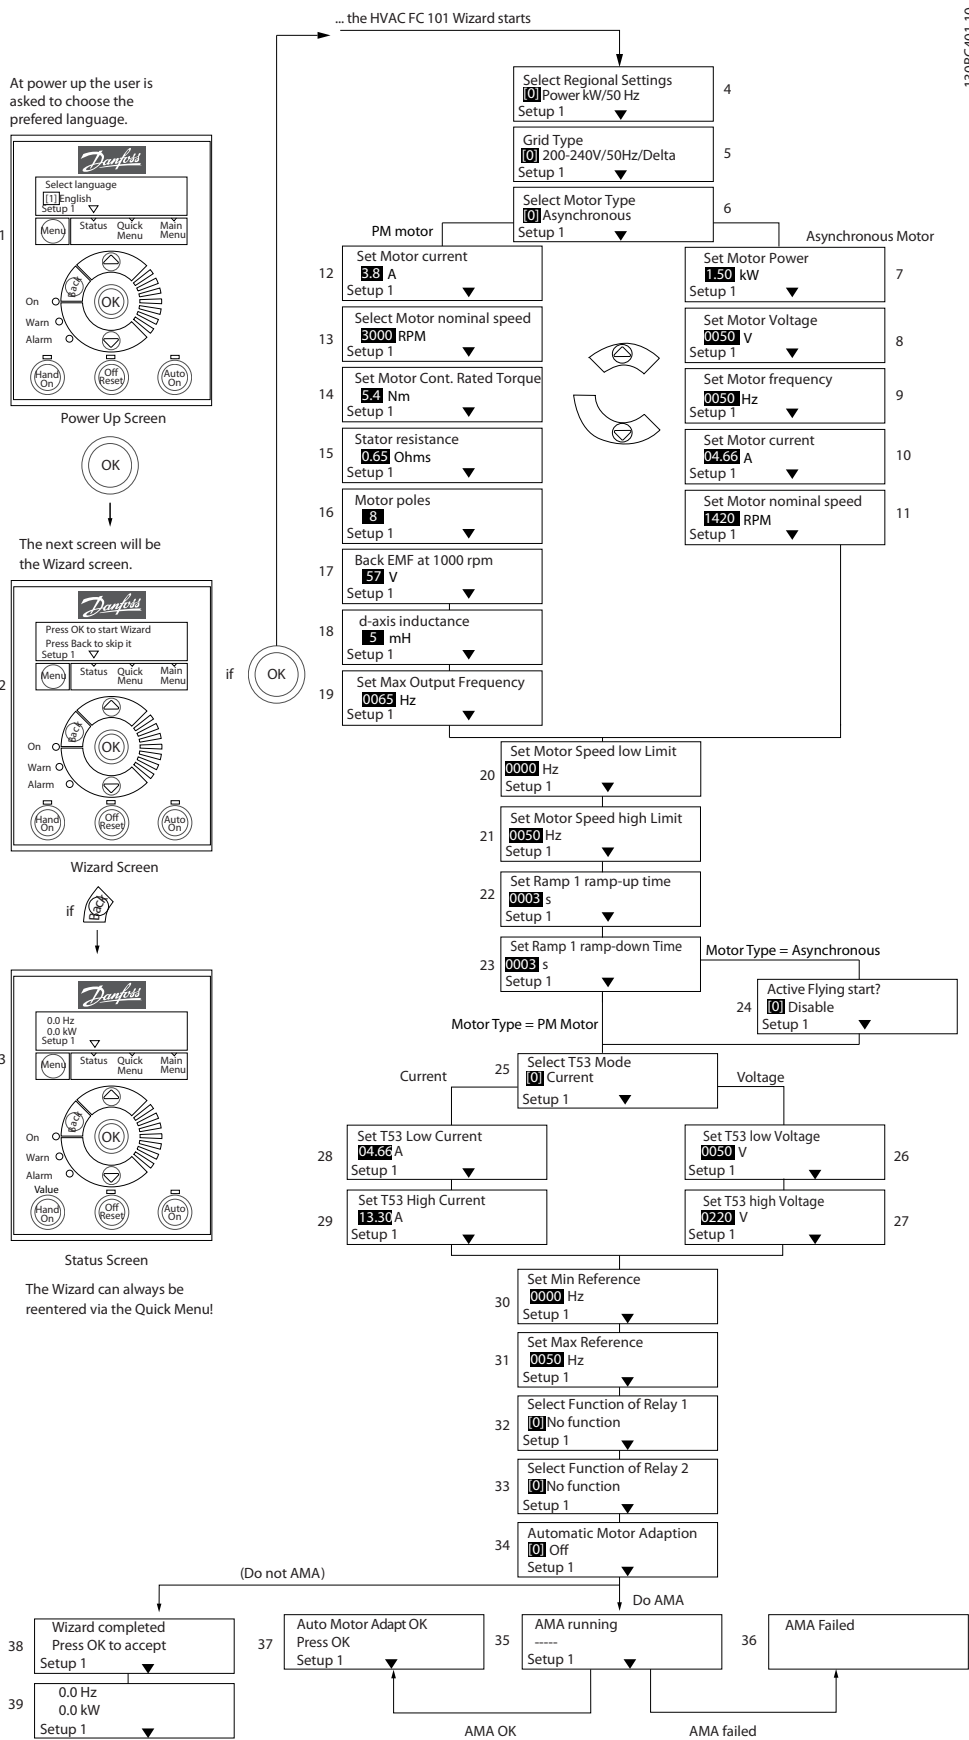 130BC401.10
... the HVAC FC 101 Wizard starts
At power up the user is
asked to choose the
prefered language.
1
Danfoss
Select language
[1] English
Setup 1
Menu
Status
Quick Menu
Main Menu
Back
OK
On
Warn
Alarm
Hand On
Off Reset
Auto On
Power Up Screen
OK
The next screen will be
the Wizard screen.
2
Danfoss
Press OK to start Wizard
Press Back to skip it
Setup 1
Menu
Status
Quick Menu
Main Menu
Back
OK
On
Warn
Alarm
Hand On
Off Reset
Auto On
Wizard Screen
if
Back
3
Danfoss
0.0 Hz
0.0 kW
Setup 1
Menu
Status
Quick Menu
Main Menu
Back
OK
On
Warn
Alarm
Value
Hand On
Off Reset
Auto On
Status Screen
The Wizard can always be
reentered via the Quick Menu!
if
OK
Select Regional Settings
[0] Power kW/50 Hz
Setup 1
4
Grid Type
[0] 200-240V/50Hz/Delta
Setup 1
5
Select Motor Type
[0] Asynchronous
Setup 1
6
PM motor
Asynchronous Motor
12
Set Motor current
3.8 A
Setup 1
13
Select Motor nominal speed
3000 RPM
Setup 1
14
Set Motor Cont. Rated Torque
5.4 Nm
Setup 1
15
Stator resistance
0.65 Ohms
Setup 1
16
Motor poles
8
Setup 1
17
Back EMF at 1000 rpm
57 V
Setup 1
18
d-axis inductance
5 mH
Setup 1
19
Set Max Output Frequency
0065 Hz
Setup 1
Set Motor Power
1.50 kW
Setup 1
7
Set Motor Voltage
0050 V
Setup 1
8
Set Motor frequency
0050 Hz
Setup 1
9
Set Motor current
04.66 A
Setup 1
10
Set Motor nominal speed
1420 RPM
Setup 1
11
20
Set Motor Speed low Limit
0000 Hz
Setup 1
21
Set Motor Speed high Limit
0050 Hz
Setup 1
22
Set Ramp 1 ramp-up time
0003 s
Setup 1
23
Set Ramp 1 ramp-down Time
0003 s
Setup 1
Motor Type = Asynchronous
24
Active Flying start?
[0] Disable
Setup 1
Motor Type = PM Motor
25
Select T53 Mode
[0] Current
Setup 1
Current
Voltage
28
Set T53 Low Current
04.66 A
Setup 1
29
Set T53 High Current
13.30 A
Setup 1
Set T53 low Voltage
0050 V
Setup 1
26
Set T53 high Voltage
0220 V
Setup 1
27
30
Set Min Reference
0000 Hz
Setup 1
31
Set Max Reference
0050 Hz
Setup 1
32
Select Function of Relay 1
[0] No function
Setup 1
33
Select Function of Relay 2
[0] No function
Setup 1
34
Automatic Motor Adaption
[0] Off
Setup 1
(Do not AMA)
Do AMA
38
Wizard completed
Press OK to accept
Setup 1
39
0.0 Hz
0.0 kW
Setup 1
37
Auto Motor Adapt OK
Press OK
Setup 1
35
AMA running
-----
Setup 1
36
AMA Failed
AMA OK
AMA failed